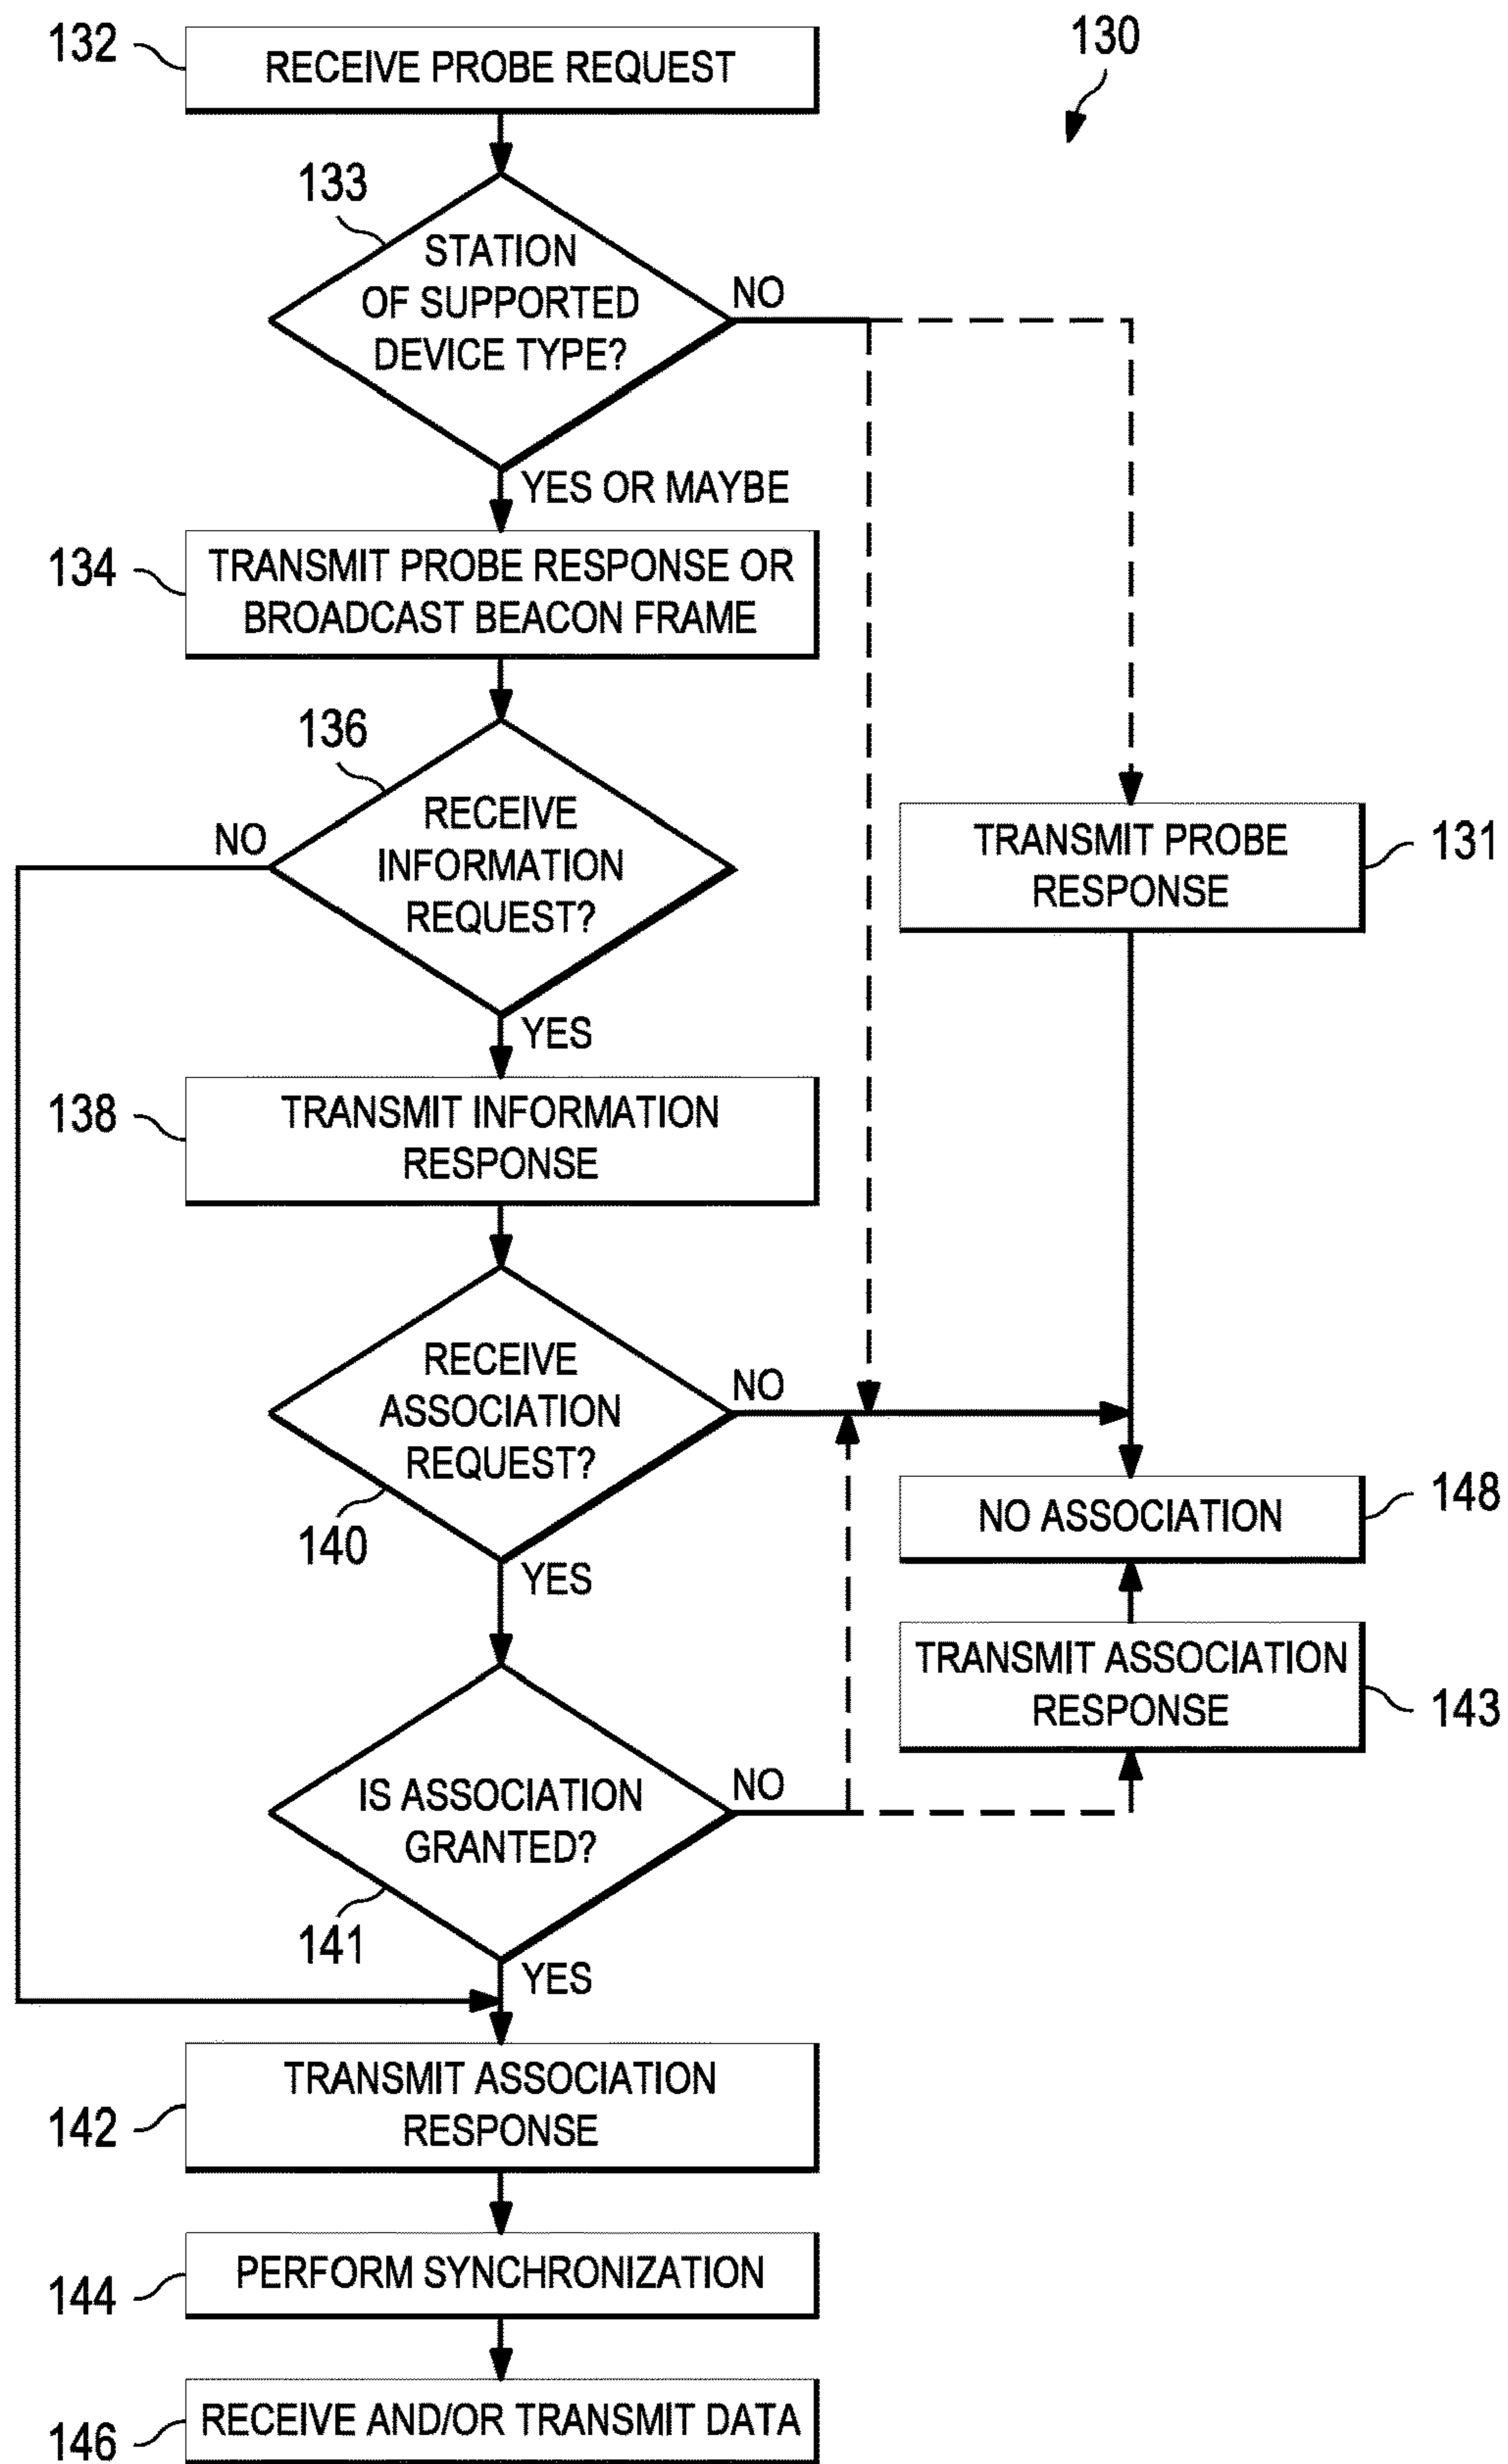 132
RECEIVE PROBE REQUEST
130
133
STATION
OF SUPPORTED
DEVICE TYPE?
NO
YES OR MAYBE
134
TRANSMIT PROBE RESPONSE OR
BROADCAST BEACON FRAME
136
RECEIVE
INFORMATION
REQUEST?
NO
YES
TRANSMIT PROBE
RESPONSE
131
138
TRANSMIT INFORMATION
RESPONSE
RECEIVE
ASSOCIATION
REQUEST?
NO
140
YES
NO ASSOCIATION
148
TRANSMIT ASSOCIATION
RESPONSE
143
IS ASSOCIATION
GRANTED?
NO
141
YES
142
TRANSMIT ASSOCIATION
RESPONSE
144
PERFORM SYNCHRONIZATION
146
RECEIVE AND/OR TRANSMIT DATA